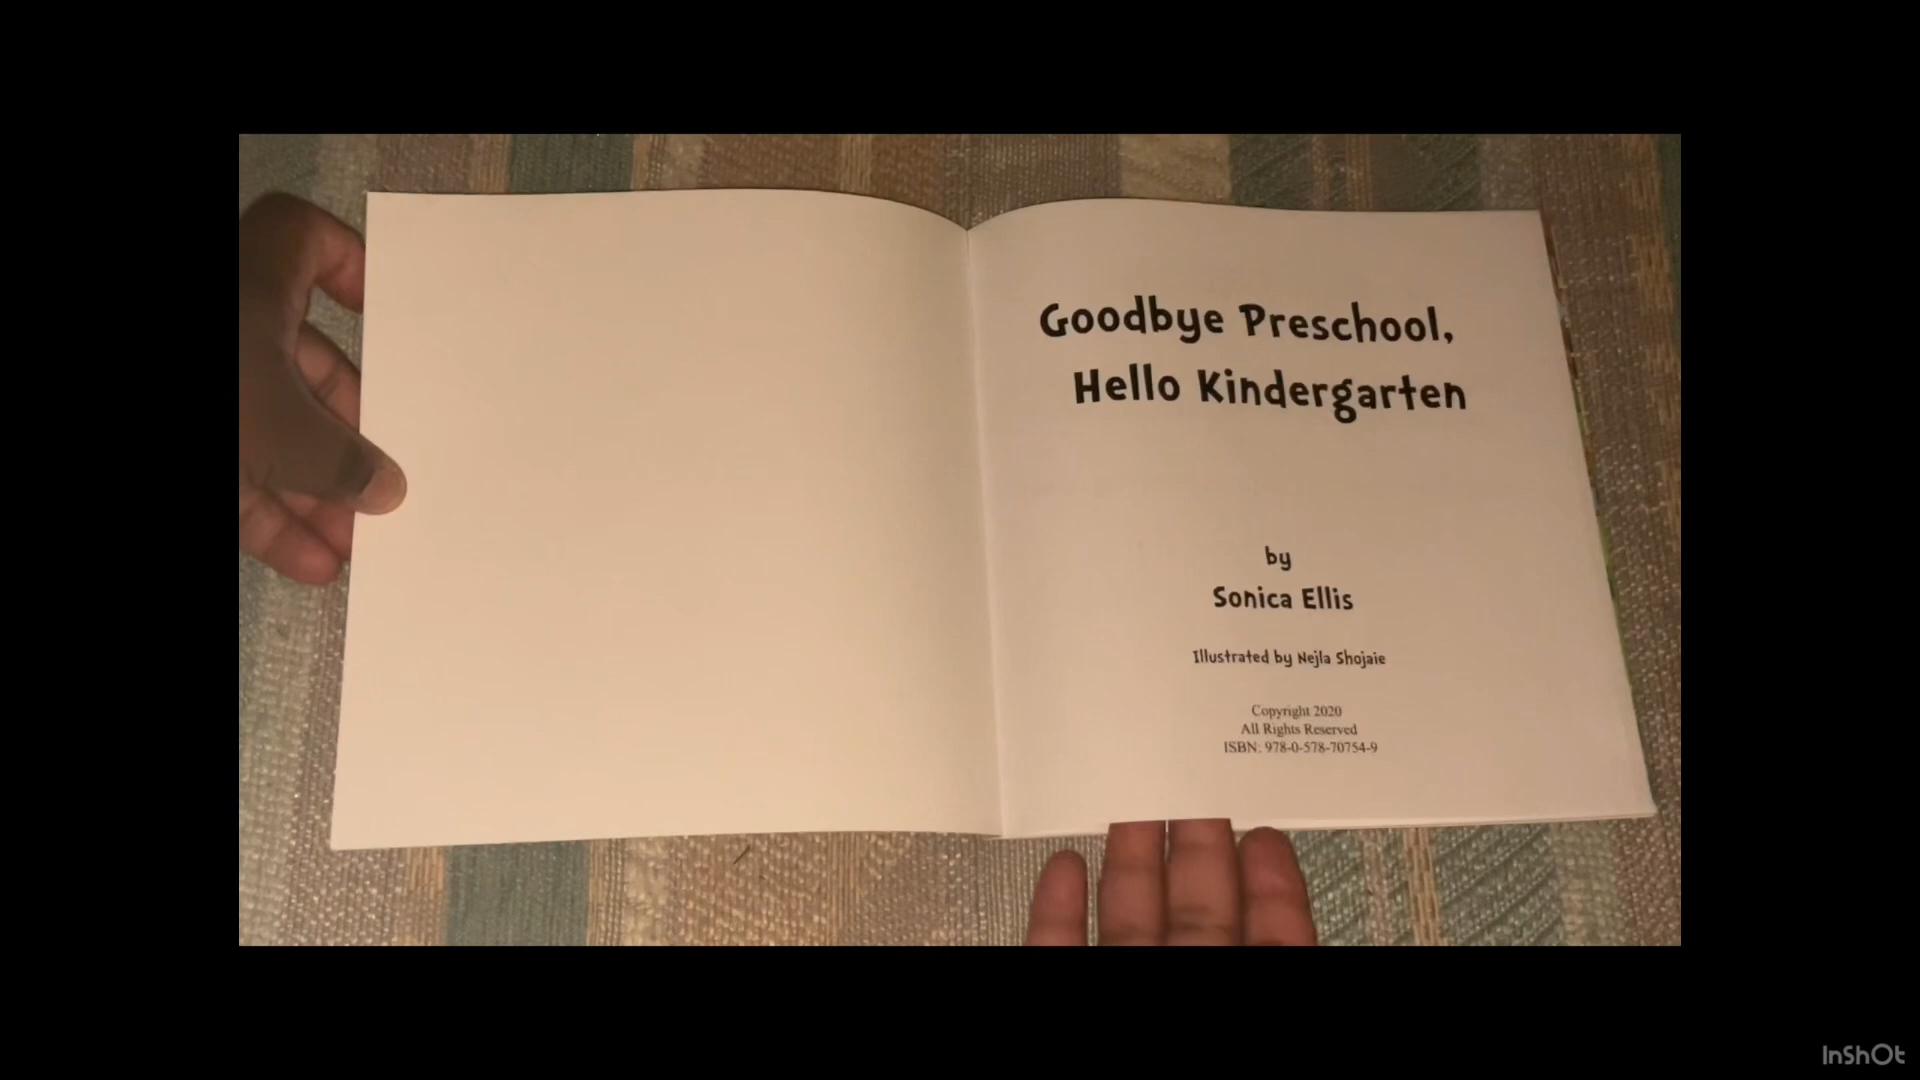 Goodbye Preschool,
Hello Kindergarten
by
Sonica Ellis
Illustrated by Nejla Shojaie
Copyright 2020
All Rights Reserved
ISBN: 978-0-578-70754-9
InShOt